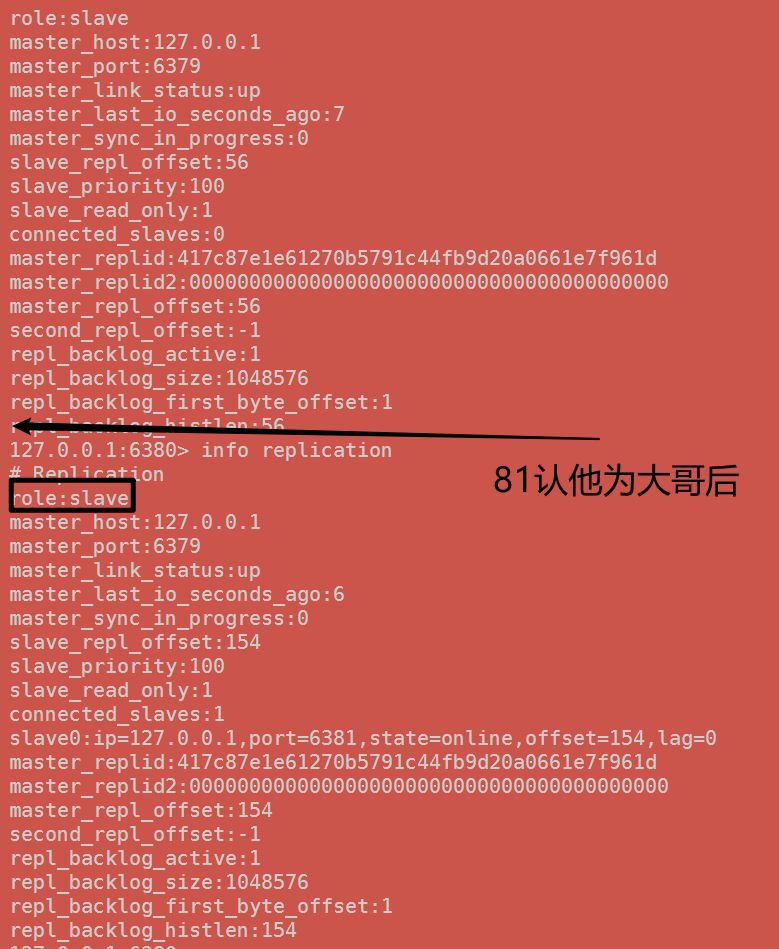 role:slave
master_host:127.0.0.1
master_port:6379
master_link_status:up
master_last_io_seconds_ago:7
master_sync_in_progress:0
slave_repl_offset:56
slave_priority:100
slave_read_only:1
connected_slaves:0
master_replid:417c87e1e61270b5791c44fb9d20a0661e7f961d
master_replid2:0000000000000000000000000000000000000000
master_repl_offset:56
second_repl_offset:-1
repl_backlog_active:1
repl_backlog_size:1048576
repl_backlog_first_byte_offset:1
repl_backlog_histlen:56
127.0.0.1:6380> info replication
# Replication
81认他为大哥后
role:slave
master_host:127.0.0.1
master_port:6379
master_link_status:up
master_last_io_seconds_ago:6
master_sync_in_progress:0
slave_repl_offset:154
slave_priority:100
slave_read_only:1
connected_slaves:1
slave0:ip=127.0.0.1,port=6381,state=online,offset=154,lag=0
master_replid:417c87e1e61270b5791c44fb9d20a0661e7f961d
master_replid2:0000000000000000000000000000000000000000
master_repl_offset:154
second_repl_offset:-1
repl_backlog_active:1
repl_backlog_size:1048576
repl_backlog_first_byte_offset:1
repl_backlog_histlen:154